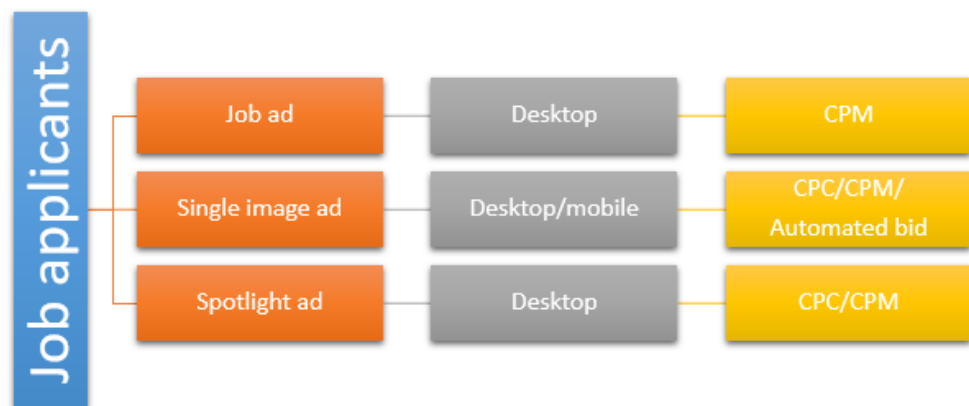 Job applicants
Job ad
Desktop
CPM
Single image ad
Desktop/mobile
CPC/CPM/
Automated bid
Spotlight ad
Desktop
CPC/CPM